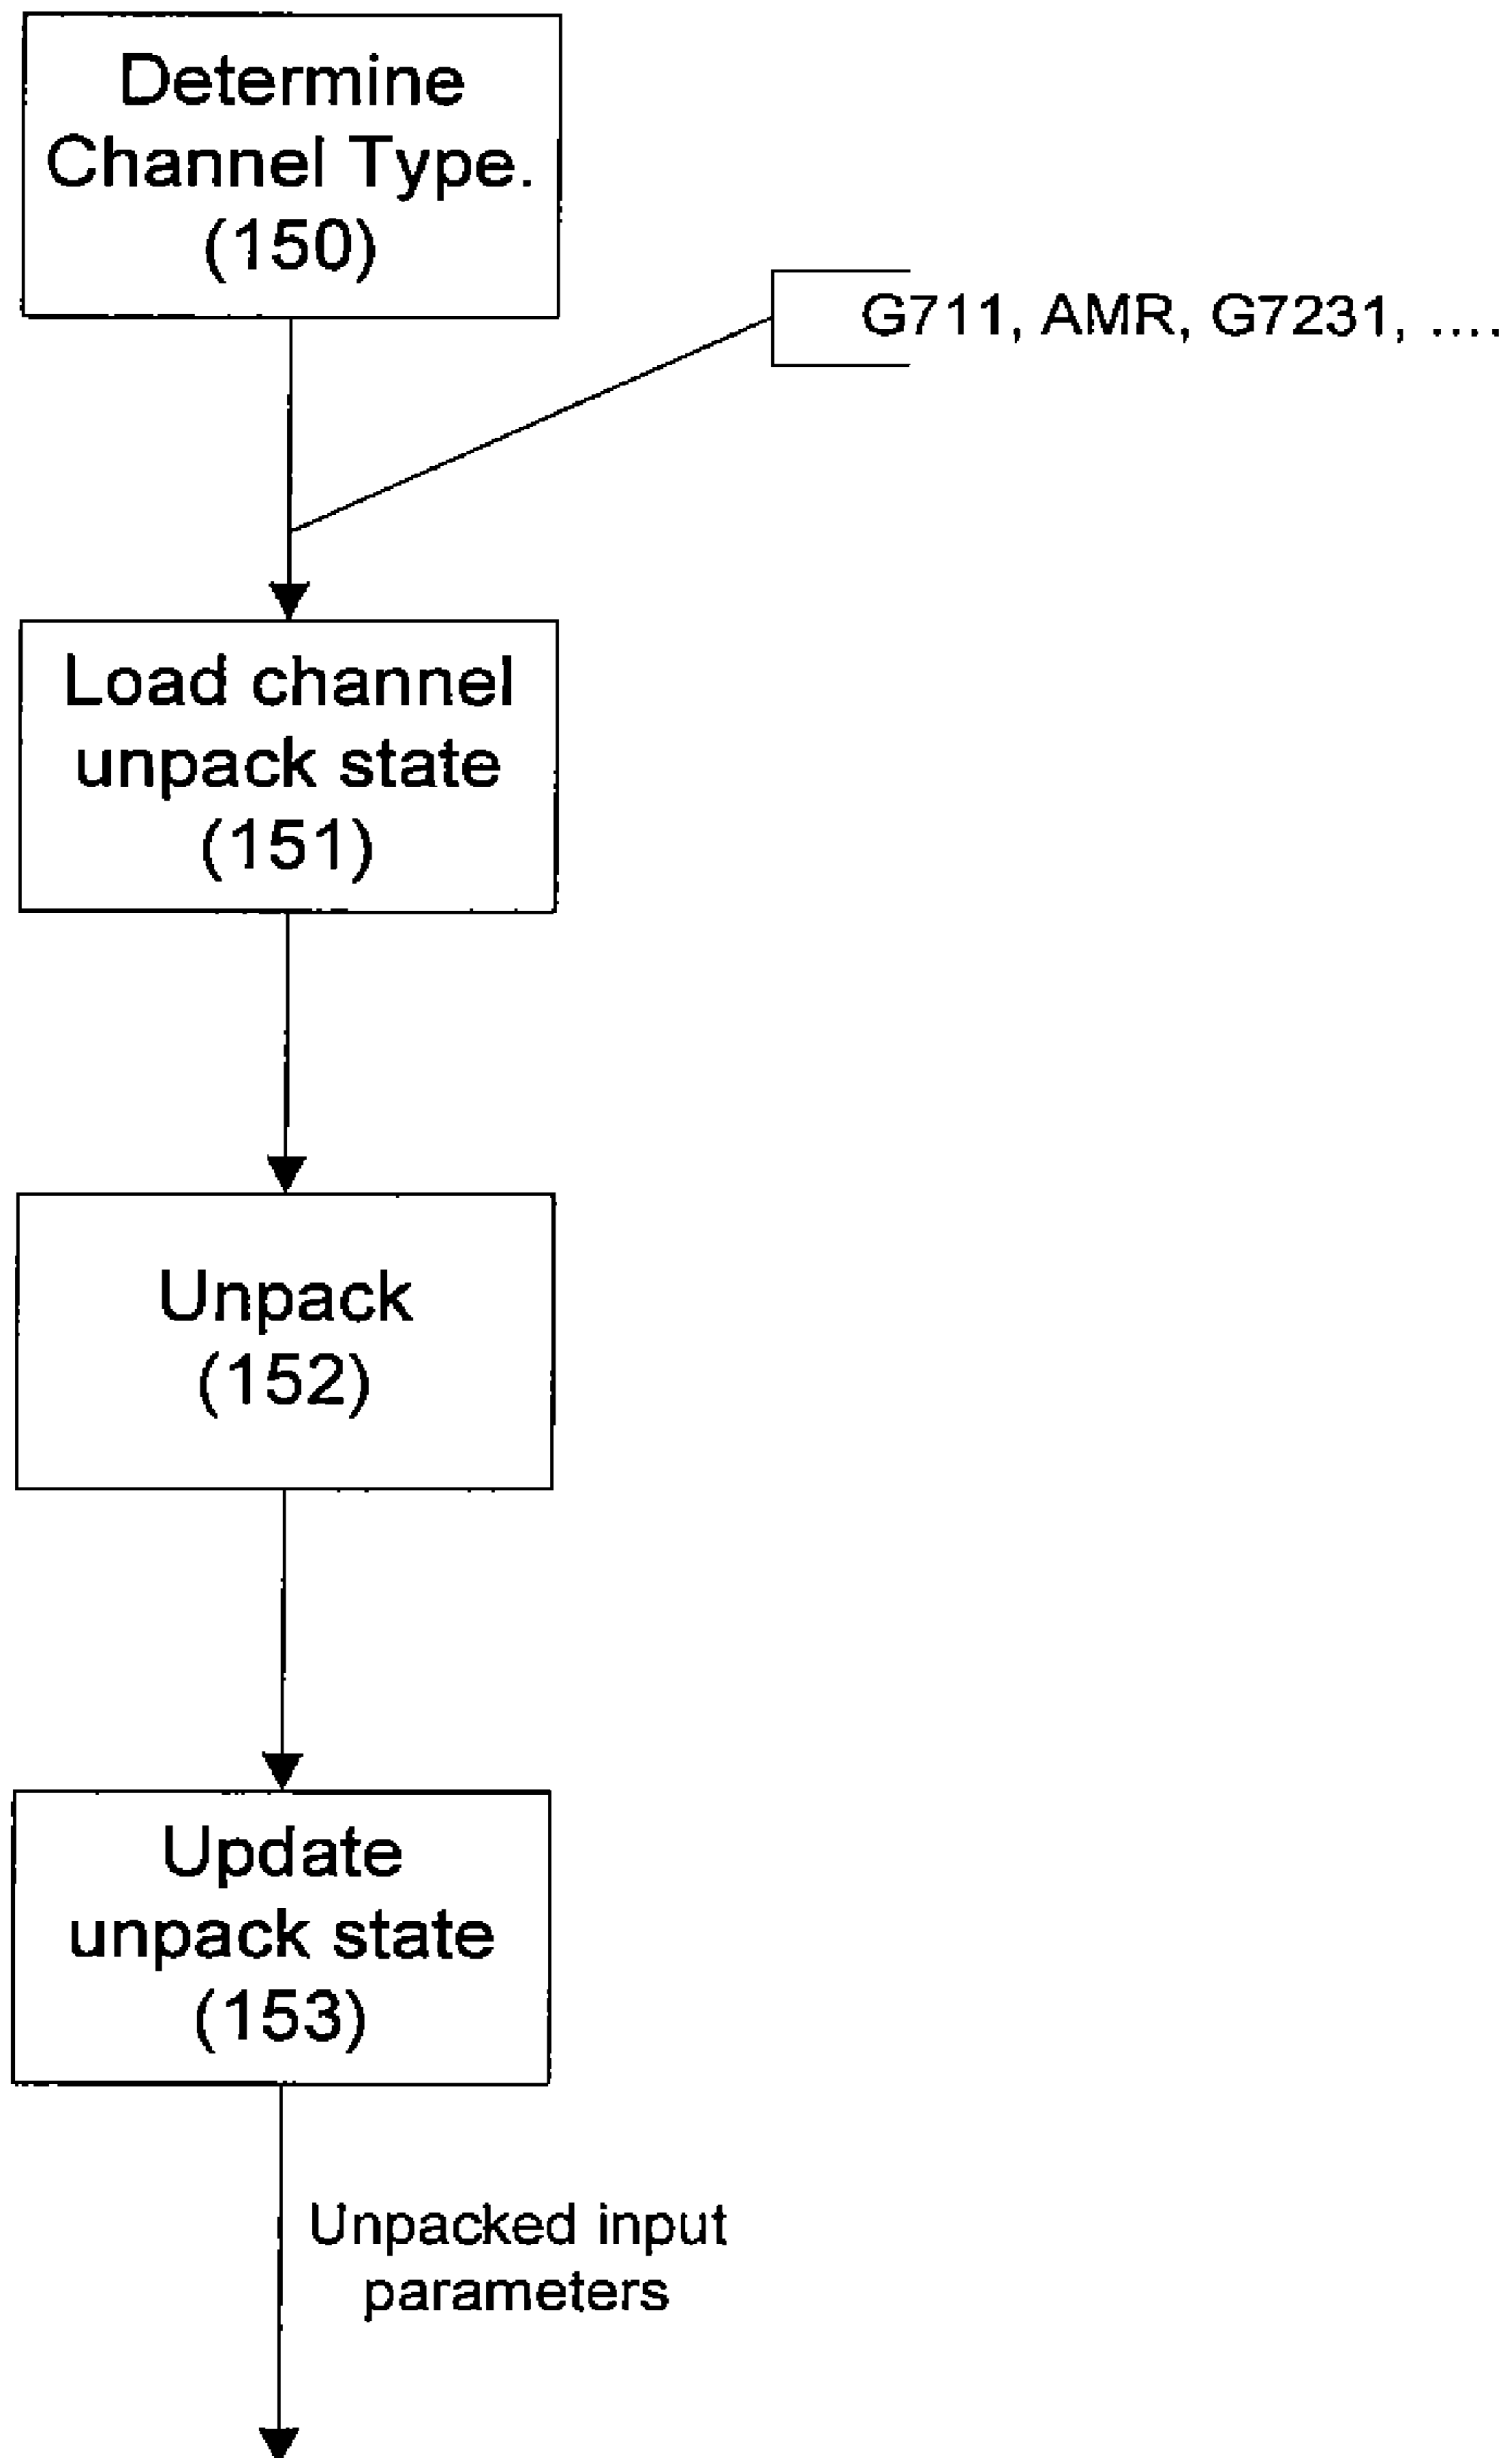 Determine
Channel Type.
(150)
G711, AMR, G7231, ....
Load channel
unpack state
(151)
Unpack
(152)
Update
unpack state
(153)
Unpacked input
parameters